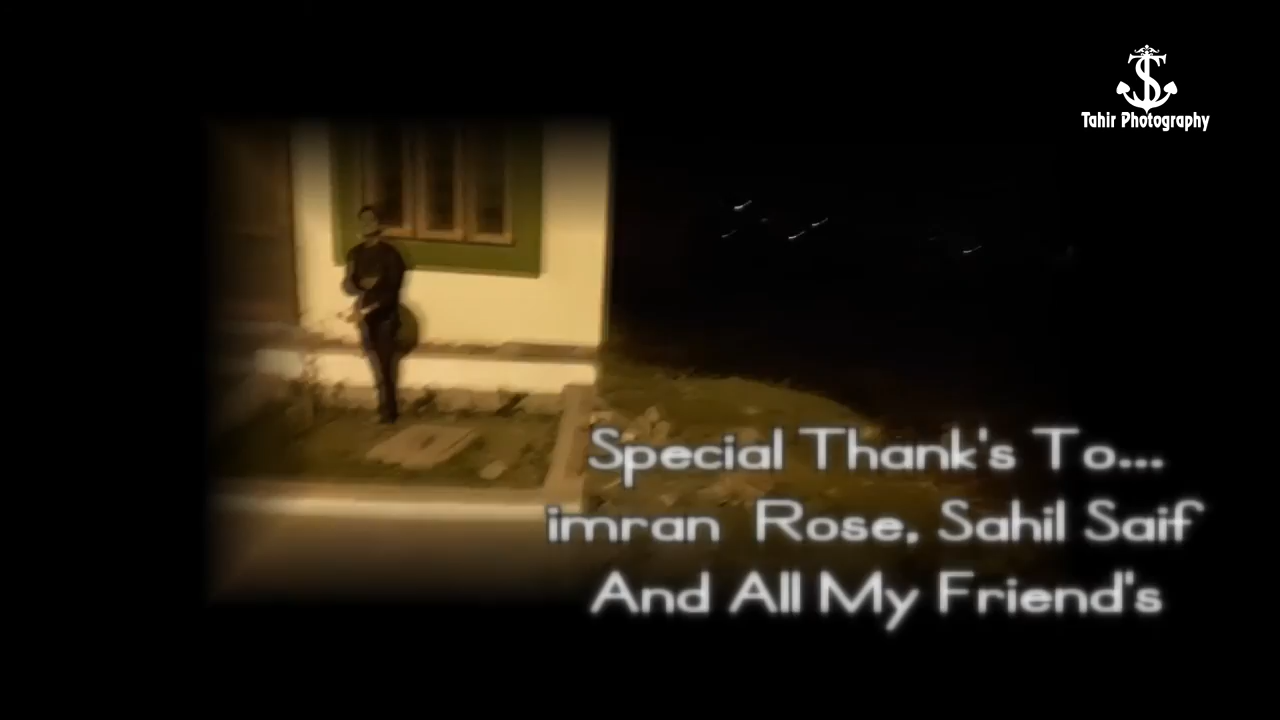 Tahir Photography
Special Thank's To...
imran Rose, Sahil Saif
And All My Friend's